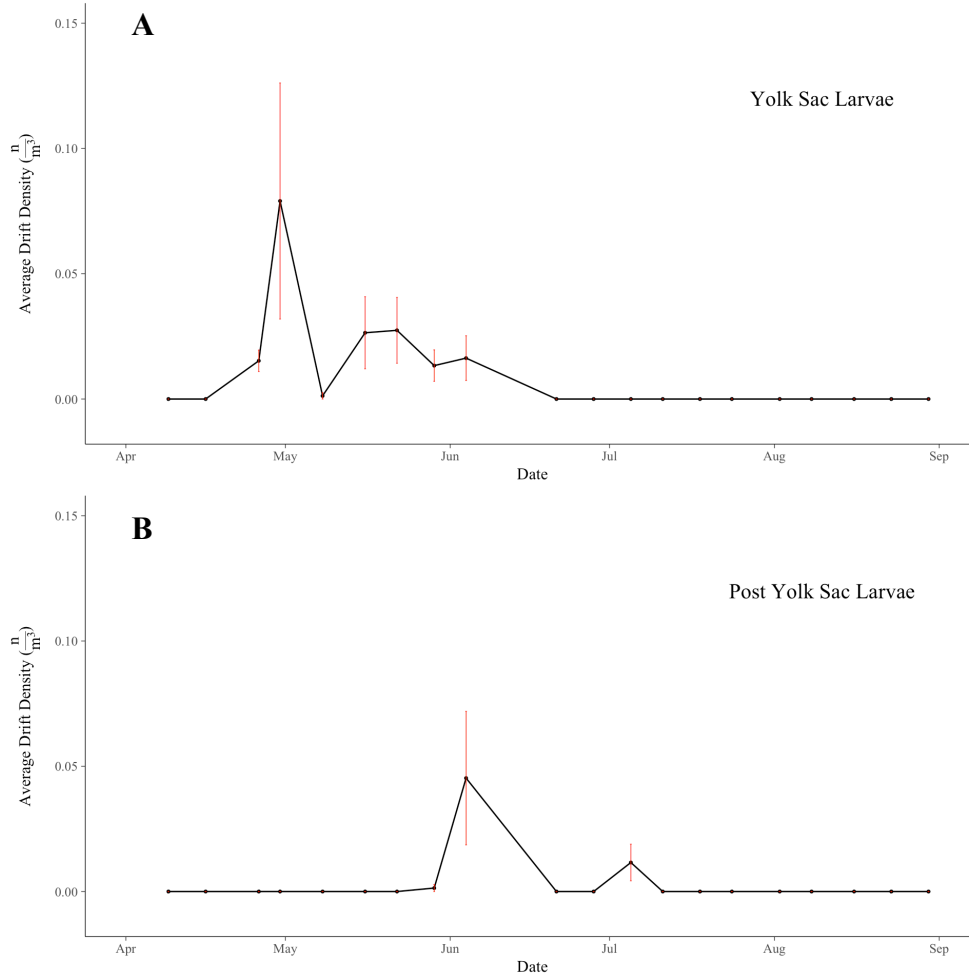 A
Yolk Sac Larvae
Average Drift Density (n/m³)
0.15
0.10
0.05
0.00
Apr May Jun Jul Aug Sep
Date
B
Post Yolk Sac Larvae
Average Drift Density (n/m³)
0.15
0.10
0.05
0.00
Apr May Jun Jul Aug Sep
Date